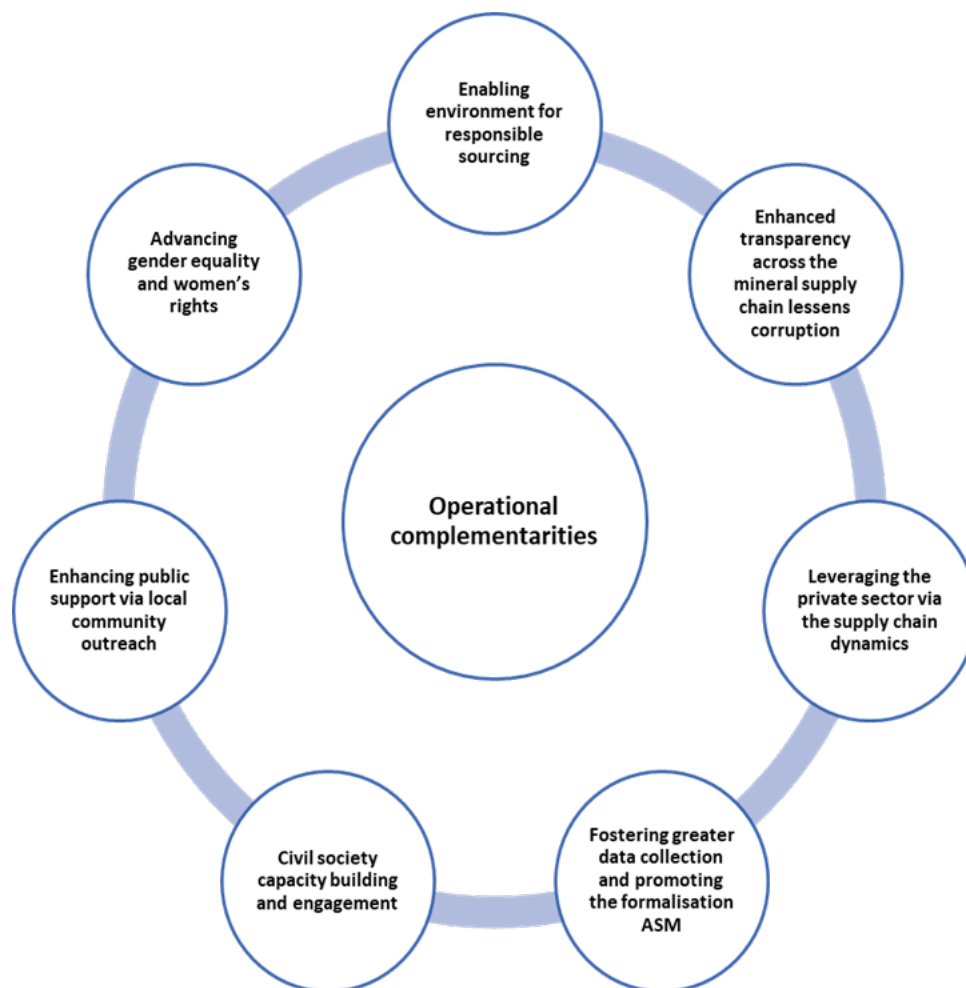 Enabling
environment for
responsible
sourcing
Enhanced
transparency
across the
mineral supply
chain lessens
corruption
Leveraging the
private sector via
the supply chain
dynamics
Fostering greater
data collection
and promoting
the formalisation
ASM
Civil society
capacity building
and engagement
Enhancing public
support via local
community
outreach
Advancing
gender equality
and women's
rights
Operational
complementarities